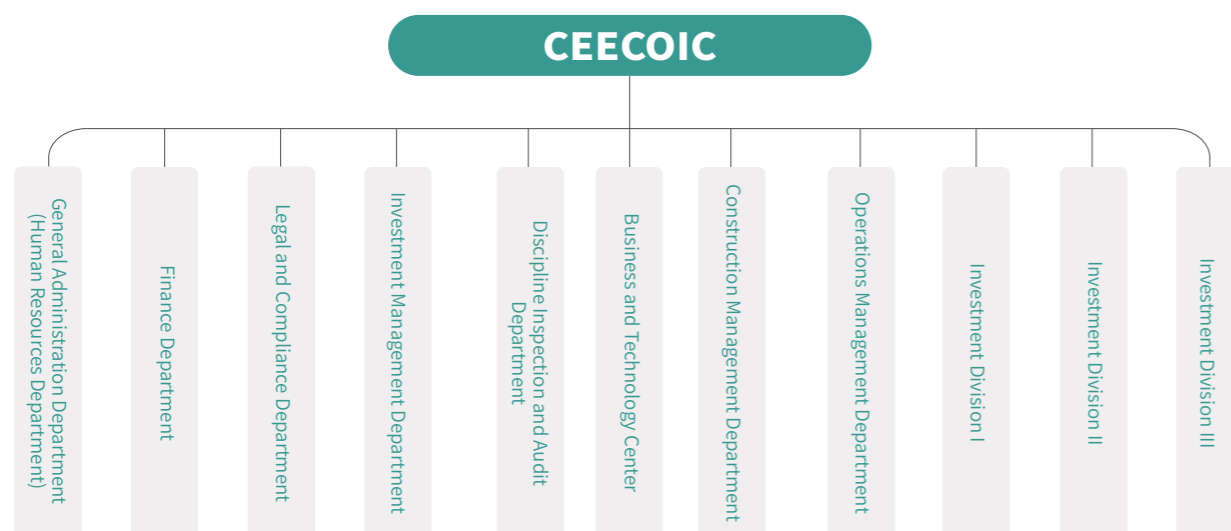 CEECOIC
General Administration Department
(Human Resources Department)
Finance Department
Legal and Compliance Department
Investment Management Department
Discipline Inspection and Audit
Department
Business and Technology Center
Construction Management Department
Operations Management Department
Investment Division I
Investment Division II
Investment Division III